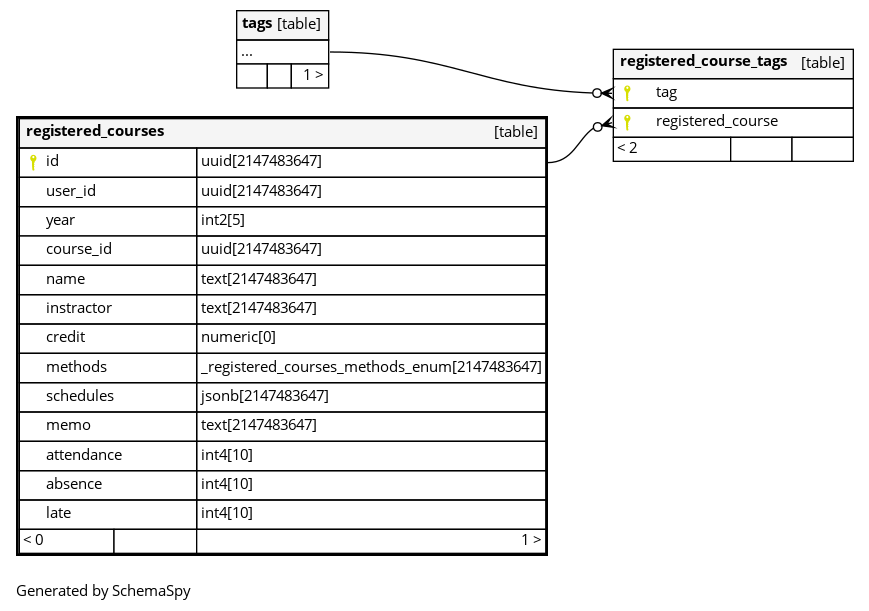 tags [table]
...
1 >
registered_course_tags [table]
tag
registered_course
< 2
registered_courses [table]
id uuid[2147483647]
user_id uuid[2147483647]
year int2[5]
course_id uuid[2147483647]
name text[2147483647]
instractor text[2147483647]
credit numeric[0]
methods _registered_courses_methods_enum[2147483647]
schedules jsonb[2147483647]
memo text[2147483647]
attendance int4[10]
absence int4[10]
late int4[10]
< 0 1 >
Generated by SchemaSpy